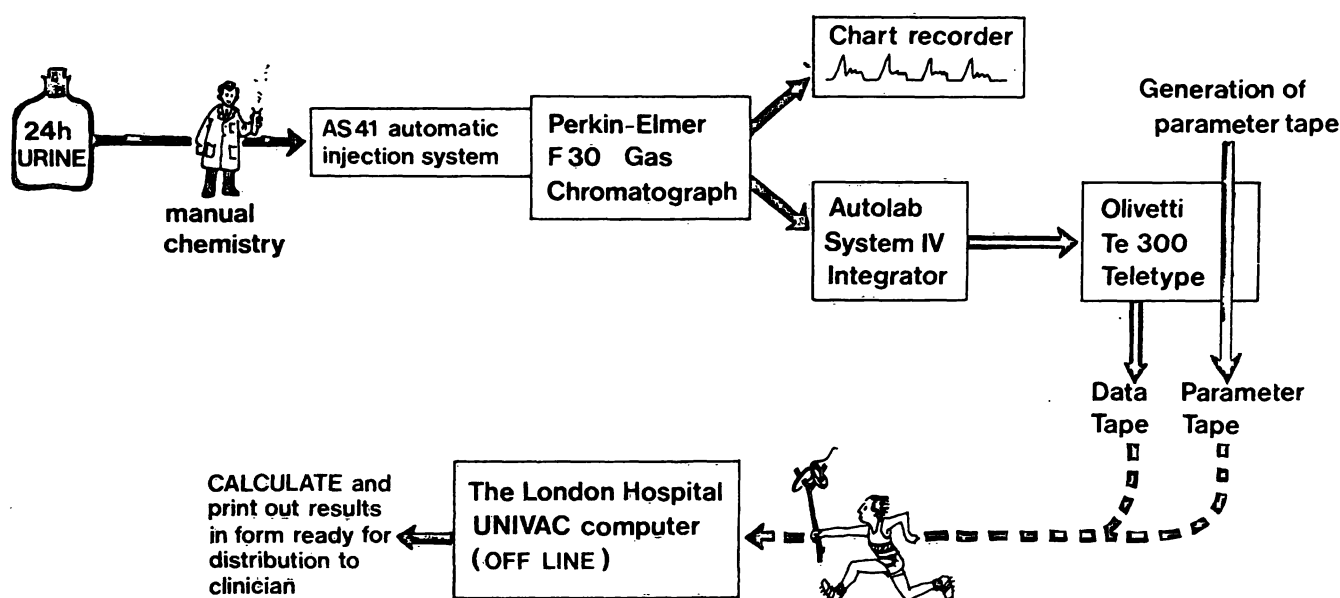 24h
URINE
manual
chemistry
AS41 automatic
injection system
Perkin-Elmer
F30 Gas
Chromatograph
Chart recorder
Autolab
System IV
Integrator
Generation of
parameter tape
Olivetti
Te 300
Teletype
Data
Tape
Parameter
Tape
The London Hospital
UNIVAC computer
(OFF LINE)
CALCULATE and
print out results
in form ready for
distribution to
clinician